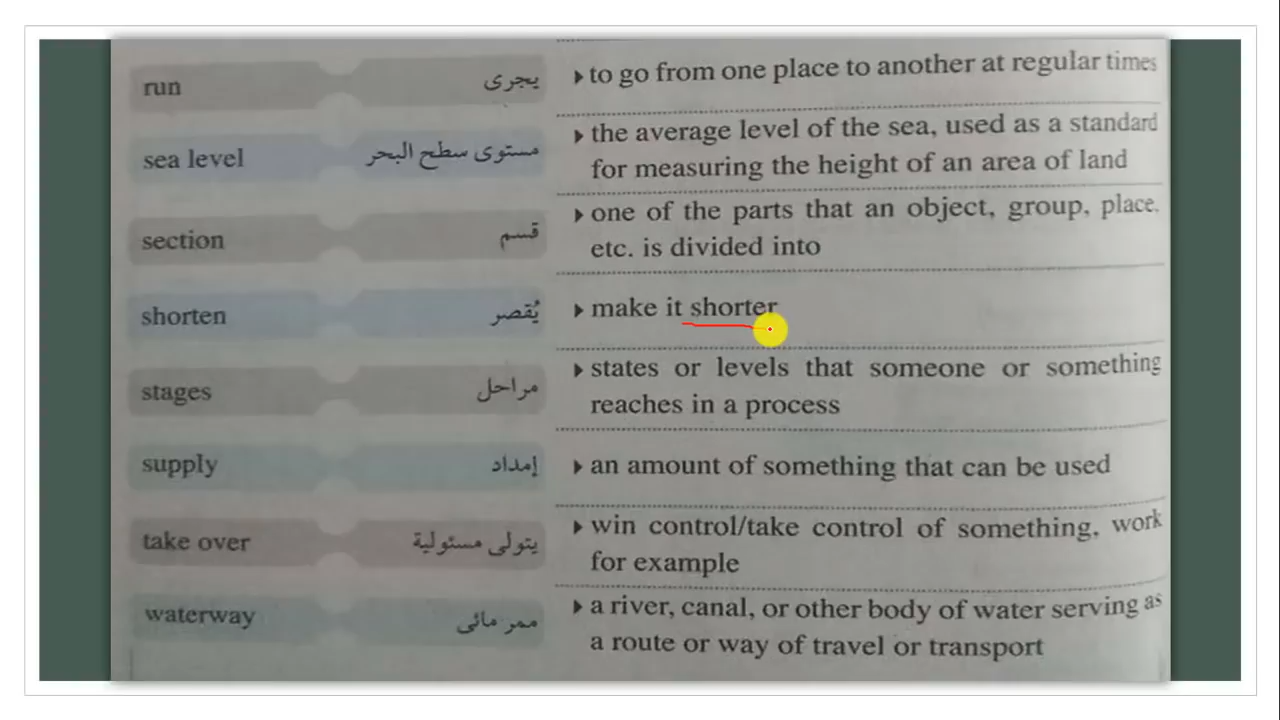 run يجرى ▸ to go from one place to another at regular times
sea level مستوى سطح البحر ▸ the average level of the sea, used as a standard
for measuring the height of an area of land
section قسم ▸ one of the parts that an object, group, place,
etc. is divided into
shorten يُقصر ▸ make it shorter
stages مراحل ▸ states or levels that someone or something
reaches in a process
supply إمداد ▸ an amount of something that can be used
take over يتولى مسئولية ▸ win control/take control of something, work
for example
waterway ممر مائى ▸ a river, canal, or other body of water serving as
a route or way of travel or transport